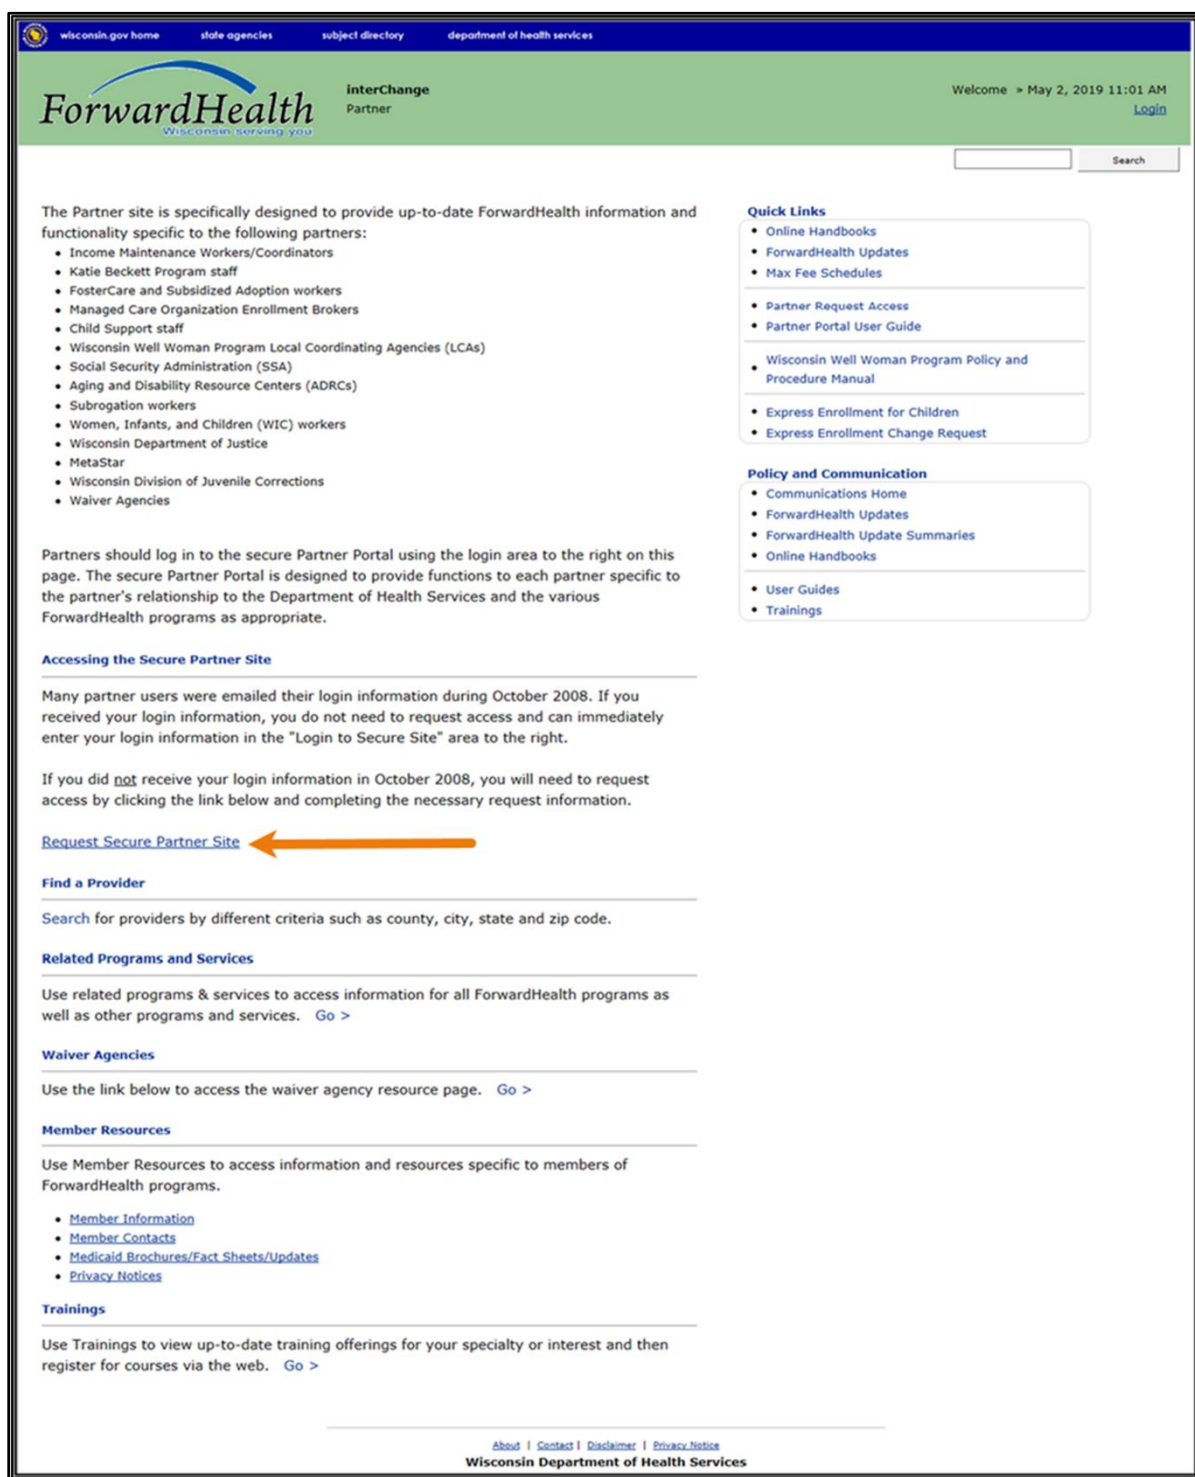 wisconsin.gov home state agencies subject directory department of health services
ForwardHealth
Wisconsin serving you
interChange
Partner
Welcome » May 2, 2019 11:01 AM
Login
Search
The Partner site is specifically designed to provide up-to-date ForwardHealth information and
functionality specific to the following partners:
• Income Maintenance Workers/Coordinators
• Katie Beckett Program staff
• FosterCare and Subsidized Adoption workers
• Managed Care Organization Enrollment Brokers
• Child Support staff
• Wisconsin Well Woman Program Local Coordinating Agencies (LCAs)
• Social Security Administration (SSA)
• Aging and Disability Resource Centers (ADRCs)
• Subrogation workers
• Women, Infants, and Children (WIC) workers
• Wisconsin Department of Justice
• MetaStar
• Wisconsin Division of Juvenile Corrections
• Waiver Agencies
Partners should log in to the secure Partner Portal using the login area to the right on this
page. The secure Partner Portal is designed to provide functions to each partner specific to
the partner's relationship to the Department of Health Services and the various
ForwardHealth programs as appropriate.
Accessing the Secure Partner Site
Many partner users were emailed their login information during October 2008. If you
received your login information, you do not need to request access and can immediately
enter your login information in the "Login to Secure Site" area to the right.
If you did not receive your login information in October 2008, you will need to request
access by clicking the link below and completing the necessary request information.
Request Secure Partner Site
Find a Provider
Search for providers by different criteria such as county, city, state and zip code.
Related Programs and Services
Use related programs & services to access information for all ForwardHealth programs as
well as other programs and services. Go >
Waiver Agencies
Use the link below to access the waiver agency resource page. Go >
Member Resources
Use Member Resources to access information and resources specific to members of
ForwardHealth programs.
• Member Information
• Member Contacts
• Medicaid Brochures/Fact Sheets/Updates
• Privacy Notices
Trainings
Use Trainings to view up-to-date training offerings for your specialty or interest and then
register for courses via the web. Go >
Quick Links
• Online Handbooks
• ForwardHealth Updates
• Max Fee Schedules
• Partner Request Access
• Partner Portal User Guide
• Wisconsin Well Woman Program Policy and
Procedure Manual
• Express Enrollment for Children
• Express Enrollment Change Request
Policy and Communication
• Communications Home
• ForwardHealth Updates
• ForwardHealth Update Summaries
• Online Handbooks
• User Guides
• Trainings
About | Contact | Disclaimer | Privacy Notice
Wisconsin Department of Health Services